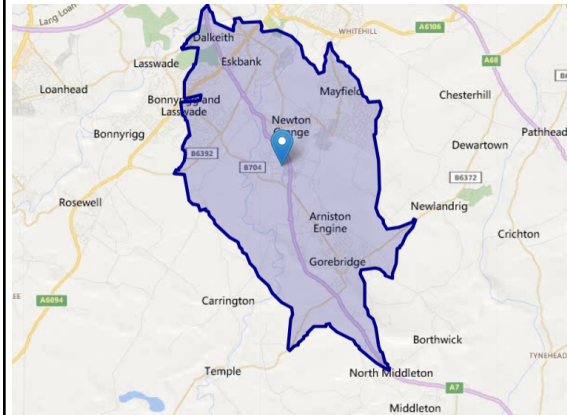 Lang Loan
A6106
WHITEHILL
Dalkeith
Lasswade
Eskbank
A68
Loanhead
Mayfield
Chesterhill
Bonnyrigg and
Lasswade
Newton
Grange
Bonnyrigg
Pathhead
Dewartown
B6392
B704
B6372
Rosewell
Newlandrig
Arniston
Engine
Crichton
Gorebridge
A6094
Carrington
Borthwick
TYNEHEAD
Temple
North Middleton
A7
Middleton